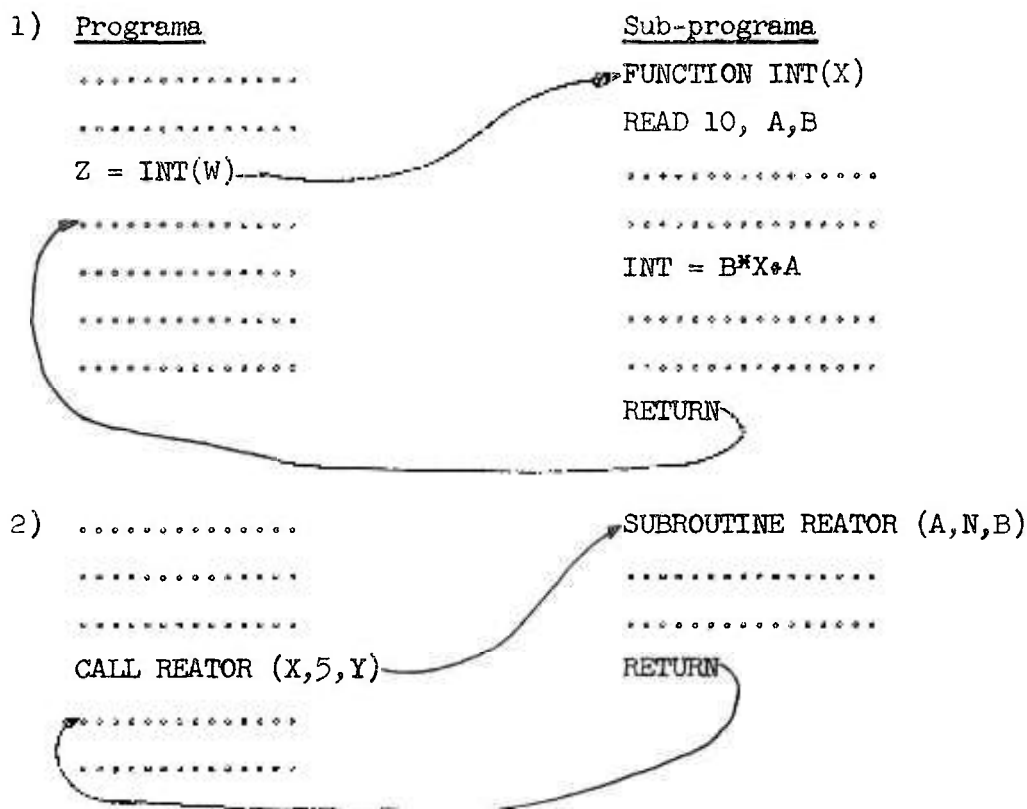 1) Programa
Z = INT(W)
Sub-programa
FUNCTION INT(X)
READ 10, A,B
INT = B*X+A
RETURN
2)
CALL REATOR (X,5,Y)
SUBROUTINE REATOR (A,N,B)
RETURN